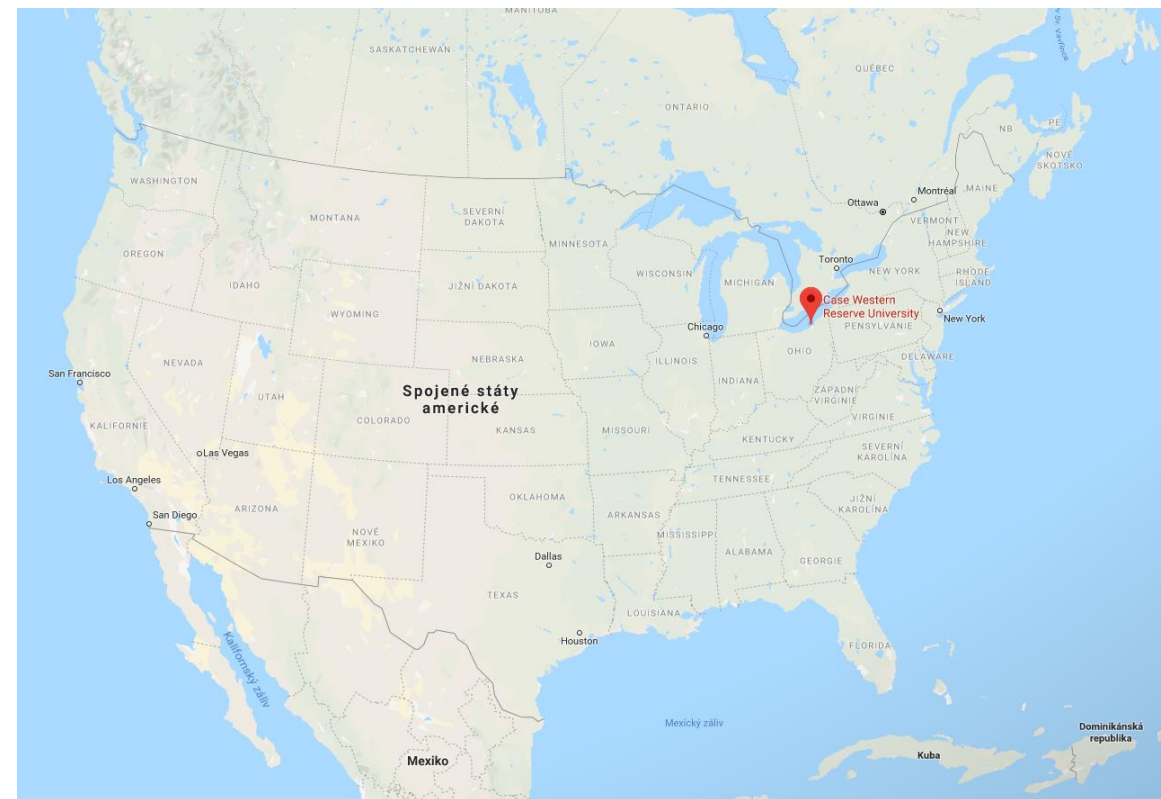 MANITOBA
SASKATCHEWAN
QUÉBEC
ONTARIO
NB
PE
NOVÉ
SKOTSKO
WASHINGTON
MONTANA
SEVERNÍ
DAKOTA
MINNESOTA
Ottawa
Montréal
MAINE
VERMONT
NEW
HAMPSHIRE
OREGON
IDAHO
JIŽNÍ DAKOTA
WISCONSIN
MICHIGAN
Toronto
NEW YORK
RHODE
ISLAND
WYOMING
Case Western
Reserve University
PENSYLVÁNIE
New York
Chicago
IOWA
NEBRASKA
ILLINOIS
INDIANA
OHIO
DELAWARE
NEVADA
San Francisco
UTAH
Spojené státy
americké
COLORADO
KANSAS
MISSOURI
ZÁPADNÍ
VIRGINIE
VIRGINIE
KENTUCKY
KALIFORNIE
Las Vegas
SEVERNÍ
KAROLÍNA
TENNESSEE
Los Angeles
ARIZONA
OKLAHOMA
ARKANSAS
JIŽNÍ
KAROLÍNA
San Diego
NOVÉ
MEXIKO
MISSISSIPPI
ALABAMA
GEORGIE
Dallas
TEXAS
LOUISIANA
Houston
FLORIDA
Kalifornský záliv
Mexický záliv
Mexiko
Kuba
Dominikánská
republika